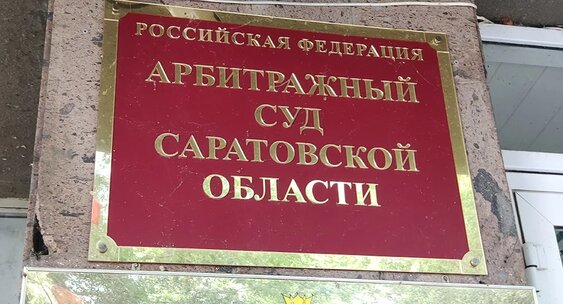 РОССИЙСКАЯ ФЕДЕРАЦИЯ
АРБИТРАЖНЫЙ
СУД
САРАТОВСКОЙ
ОБЛАСТИ